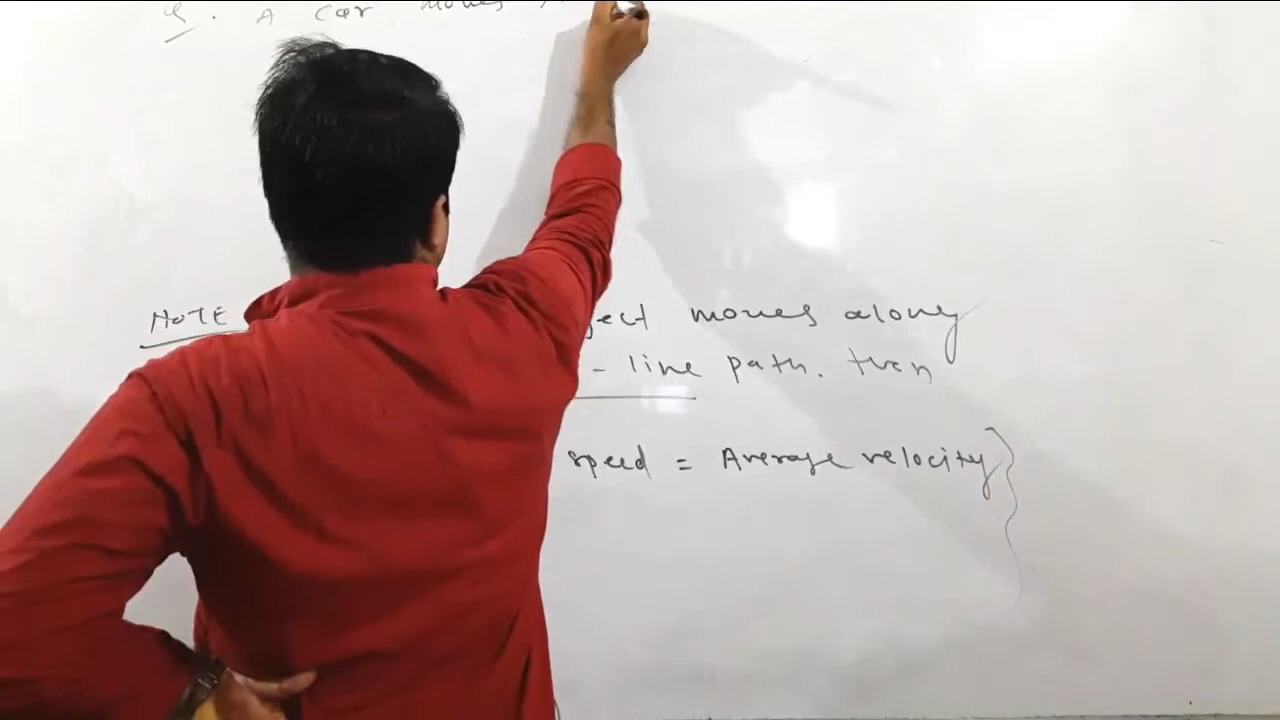 Q. A car moves
NOTE ject moves along
- line path. then
speed = Average velocity }